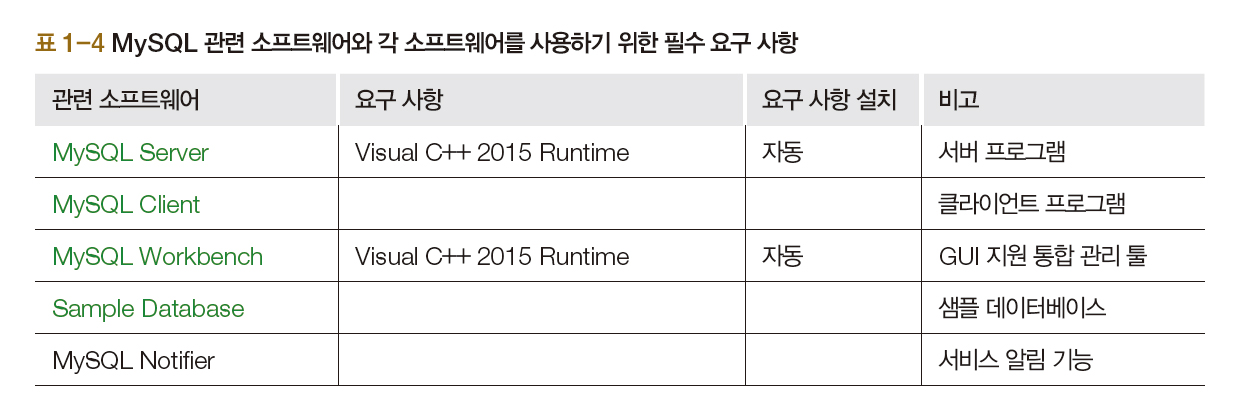 표 1-4 MySQL 관련 소프트웨어와 각 소프트웨어를 사용하기 위한 필수 요구 사항
관련 소프트웨어 요구 사항 요구 사항 설치 비고
MySQL Server Visual C++ 2015 Runtime 자동 서버 프로그램
MySQL Client 클라이언트 프로그램
MySQL Workbench Visual C++ 2015 Runtime 자동 GUI 지원 통합 관리 툴
Sample Database 샘플 데이터베이스
MySQL Notifier 서비스 알림 기능